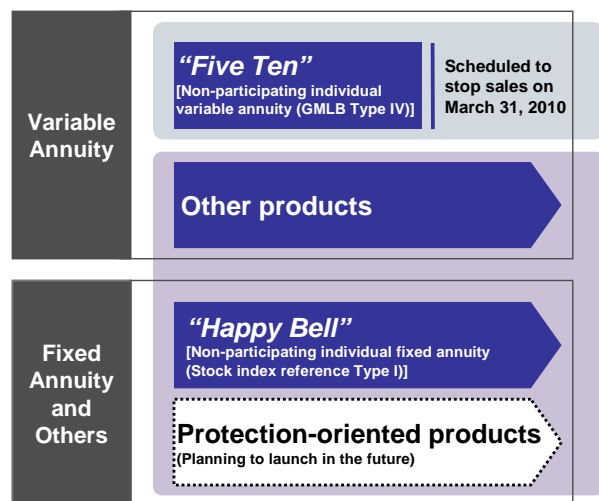 Variable
Annuity
“Five Ten”
[Non-participating individual
variable annuity (GMLB Type IV)]
Scheduled to
stop sales on
March 31, 2010
Other products
Fixed
Annuity
and
Others
“Happy Bell”
[Non-participating individual fixed annuity
(Stock index reference Type I)]
Protection-oriented products
(Planning to launch in the future)